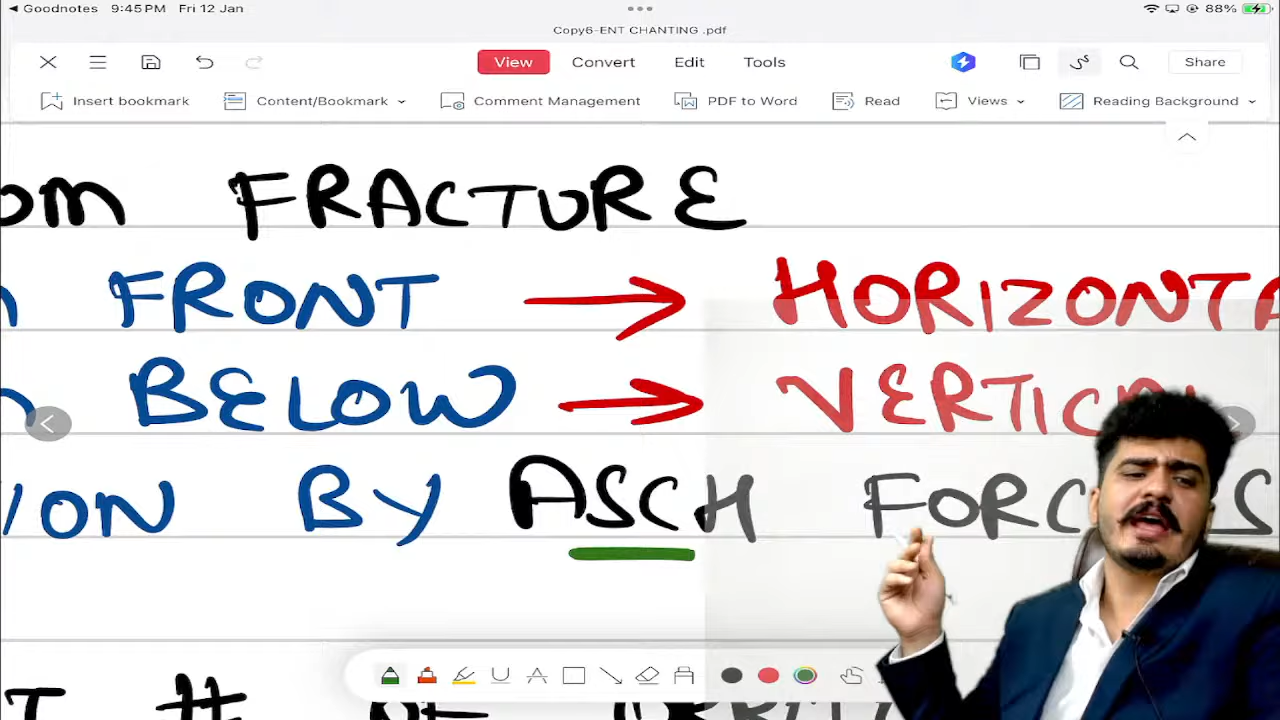 Goodnotes 9:45 PM Fri 12 Jan 88%
Copy6-ENT CHANTING .pdf
View Convert Edit Tools Share
Insert bookmark Content/Bookmark Comment Management PDF to Word Read Views Reading Background
OM FRACTURE
FRONT → HORIZONTA
BELOW → VERTICAL
ION BY ASCH FORC S